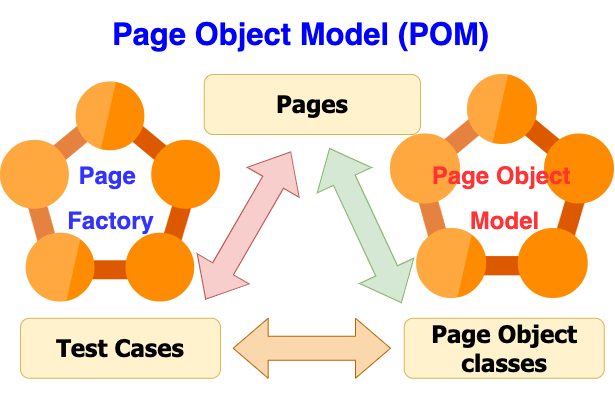 Page Object Model (POM)
Pages
Page
Factory
Page Object
Model
Test Cases
Page Object
classes